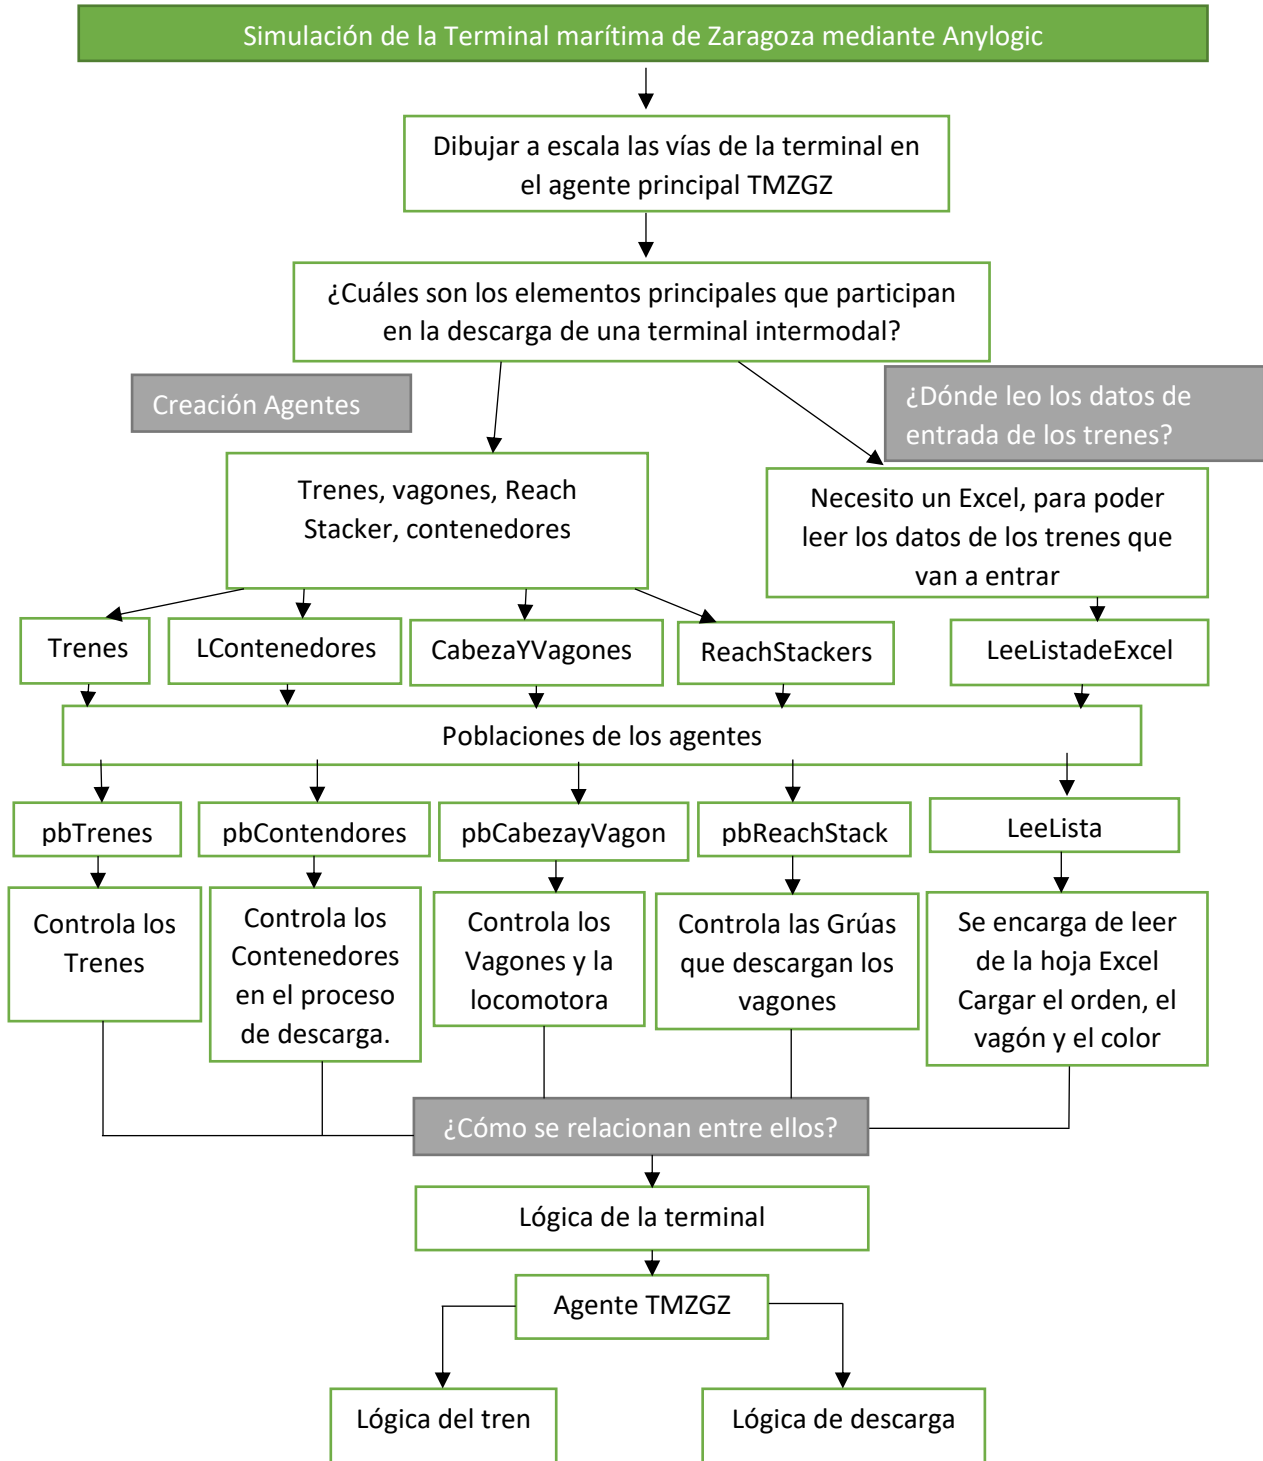 Simulación de la Terminal marítima de Zaragoza mediante Anylogic
Dibujar a escala las vías de la terminal en
el agente principal TMZGZ
¿Cuáles son los elementos principales que participan
en la descarga de una terminal intermodal?
Creación Agentes
¿Dónde leo los datos de
entrada de los trenes?
Trenes, vagones, Reach
Stacker, contenedores
Necesito un Excel, para poder
leer los datos de los trenes que
van a entrar
Trenes
LContenedores
CabezaYVagones
ReachStackers
LeeListadeExcel
Poblaciones de los agentes
pbTrenes
pbContendores
pbCabezayVagon
pbReachStack
LeeLista
Controla los
Trenes
Controla los
Contenedores
en el proceso
de descarga.
Controla los
Vagones y la
locomotora
Controla las Grúas
que descargan los
vagones
Se encarga de leer
de la hoja Excel
Cargar el orden, el
vagón y el color
¿Cómo se relacionan entre ellos?
Lógica de la terminal
Agente TMZGZ
Lógica del tren
Lógica de descarga